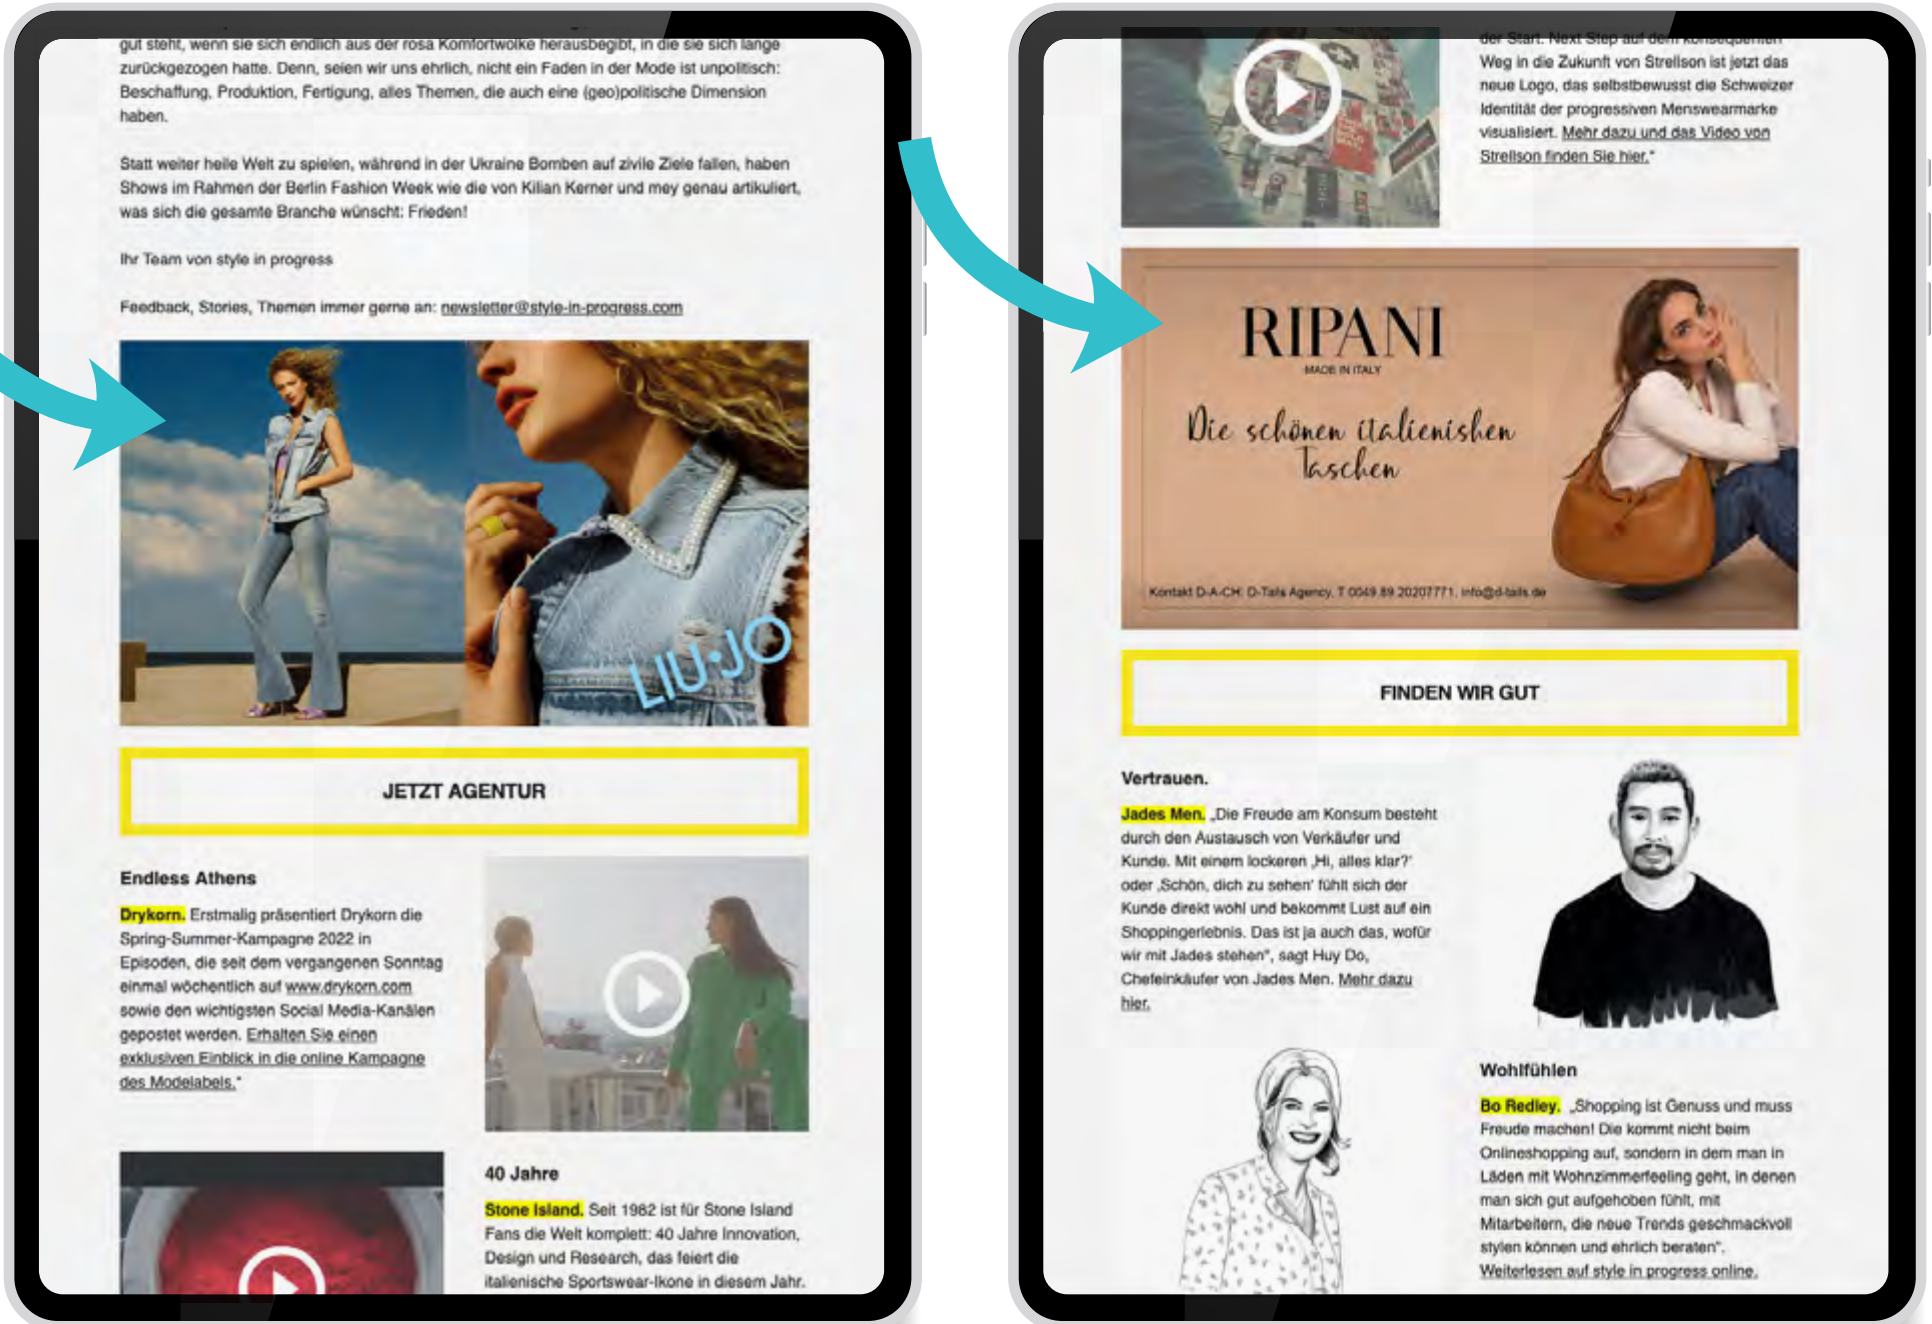 gut steht, wenn sie sich endlich aus der rosa Komfortwolke herausbegibt, in die sie sich lange
zurückgezogen hatte. Denn, seien wir uns ehrlich, nicht ein Faden in der Mode ist unpolitisch:
Beschaffung, Produktion, Fertigung, alles Themen, die auch eine (geo)politische Dimension
haben.
Statt weiter heile Welt zu spielen, während in der Ukraine Bomben auf zivile Ziele fallen, haben
Shows im Rahmen der Berlin Fashion Week wie die von Kilian Kerner und mey genau artikuliert,
was sich die gesamte Branche wünscht: Frieden!
Ihr Team von style in progress
Feedback, Stories, Themen immer gerne an: newsletter@style-in-progress.com
LIU·JO
JETZT AGENTUR
Endless Athens
Drykorn. Erstmalig präsentiert Drykorn die
Spring-Summer-Kampagne 2022 in
Episoden, die seit dem vergangenen Sonntag
einmal wöchentlich auf www.drykorn.com
sowie den wichtigsten Social Media-Kanälen
gepostet werden. Erhalten Sie einen
exklusiven Einblick in die online Kampagne
des Modelabels.*
40 Jahre
Stone Island. Seit 1982 ist für Stone Island
Fans die Welt komplett: 40 Jahre Innovation,
Design und Research, das feiert die
italienische Sportswear-Ikone in diesem Jahr.
der Start. Next Step auf dem konsequenten
Weg in die Zukunft von Strellson ist jetzt das
neue Logo, das selbstbewusst die Schweizer
Identität der progressiven Menswearmarke
visualisiert. Mehr dazu und das Video von
Strellson finden Sie hier.*
RIPANI
MADE IN ITALY
Die schönen italienishen
Taschen
Kontakt D-A-CH: D-Tails Agency, T 0049 89 20207771, info@d-tails.de
FINDEN WIR GUT
Vertrauen.
Jades Men. „Die Freude am Konsum besteht
durch den Austausch von Verkäufer und
Kunde. Mit einem lockeren ‚Hi, alles klar?'
oder ‚Schön, dich zu sehen' fühlt sich der
Kunde direkt wohl und bekommt Lust auf ein
Shoppingerlebnis. Das ist ja auch das, wofür
wir mit Jades stehen", sagt Huy Do,
Chefeinkäufer von Jades Men. Mehr dazu
hier.
Wohlfühlen
Bo Redley. „Shopping ist Genuss und muss
Freude machen! Die kommt nicht beim
Onlineshopping auf, sondern in dem man in
Läden mit Wohnzimmerfeeling geht, in denen
man sich gut aufgehoben fühlt, mit
Mitarbeitern, die neue Trends geschmackvoll
stylen können und ehrlich beraten".
Weiterlesen auf style in progress online.